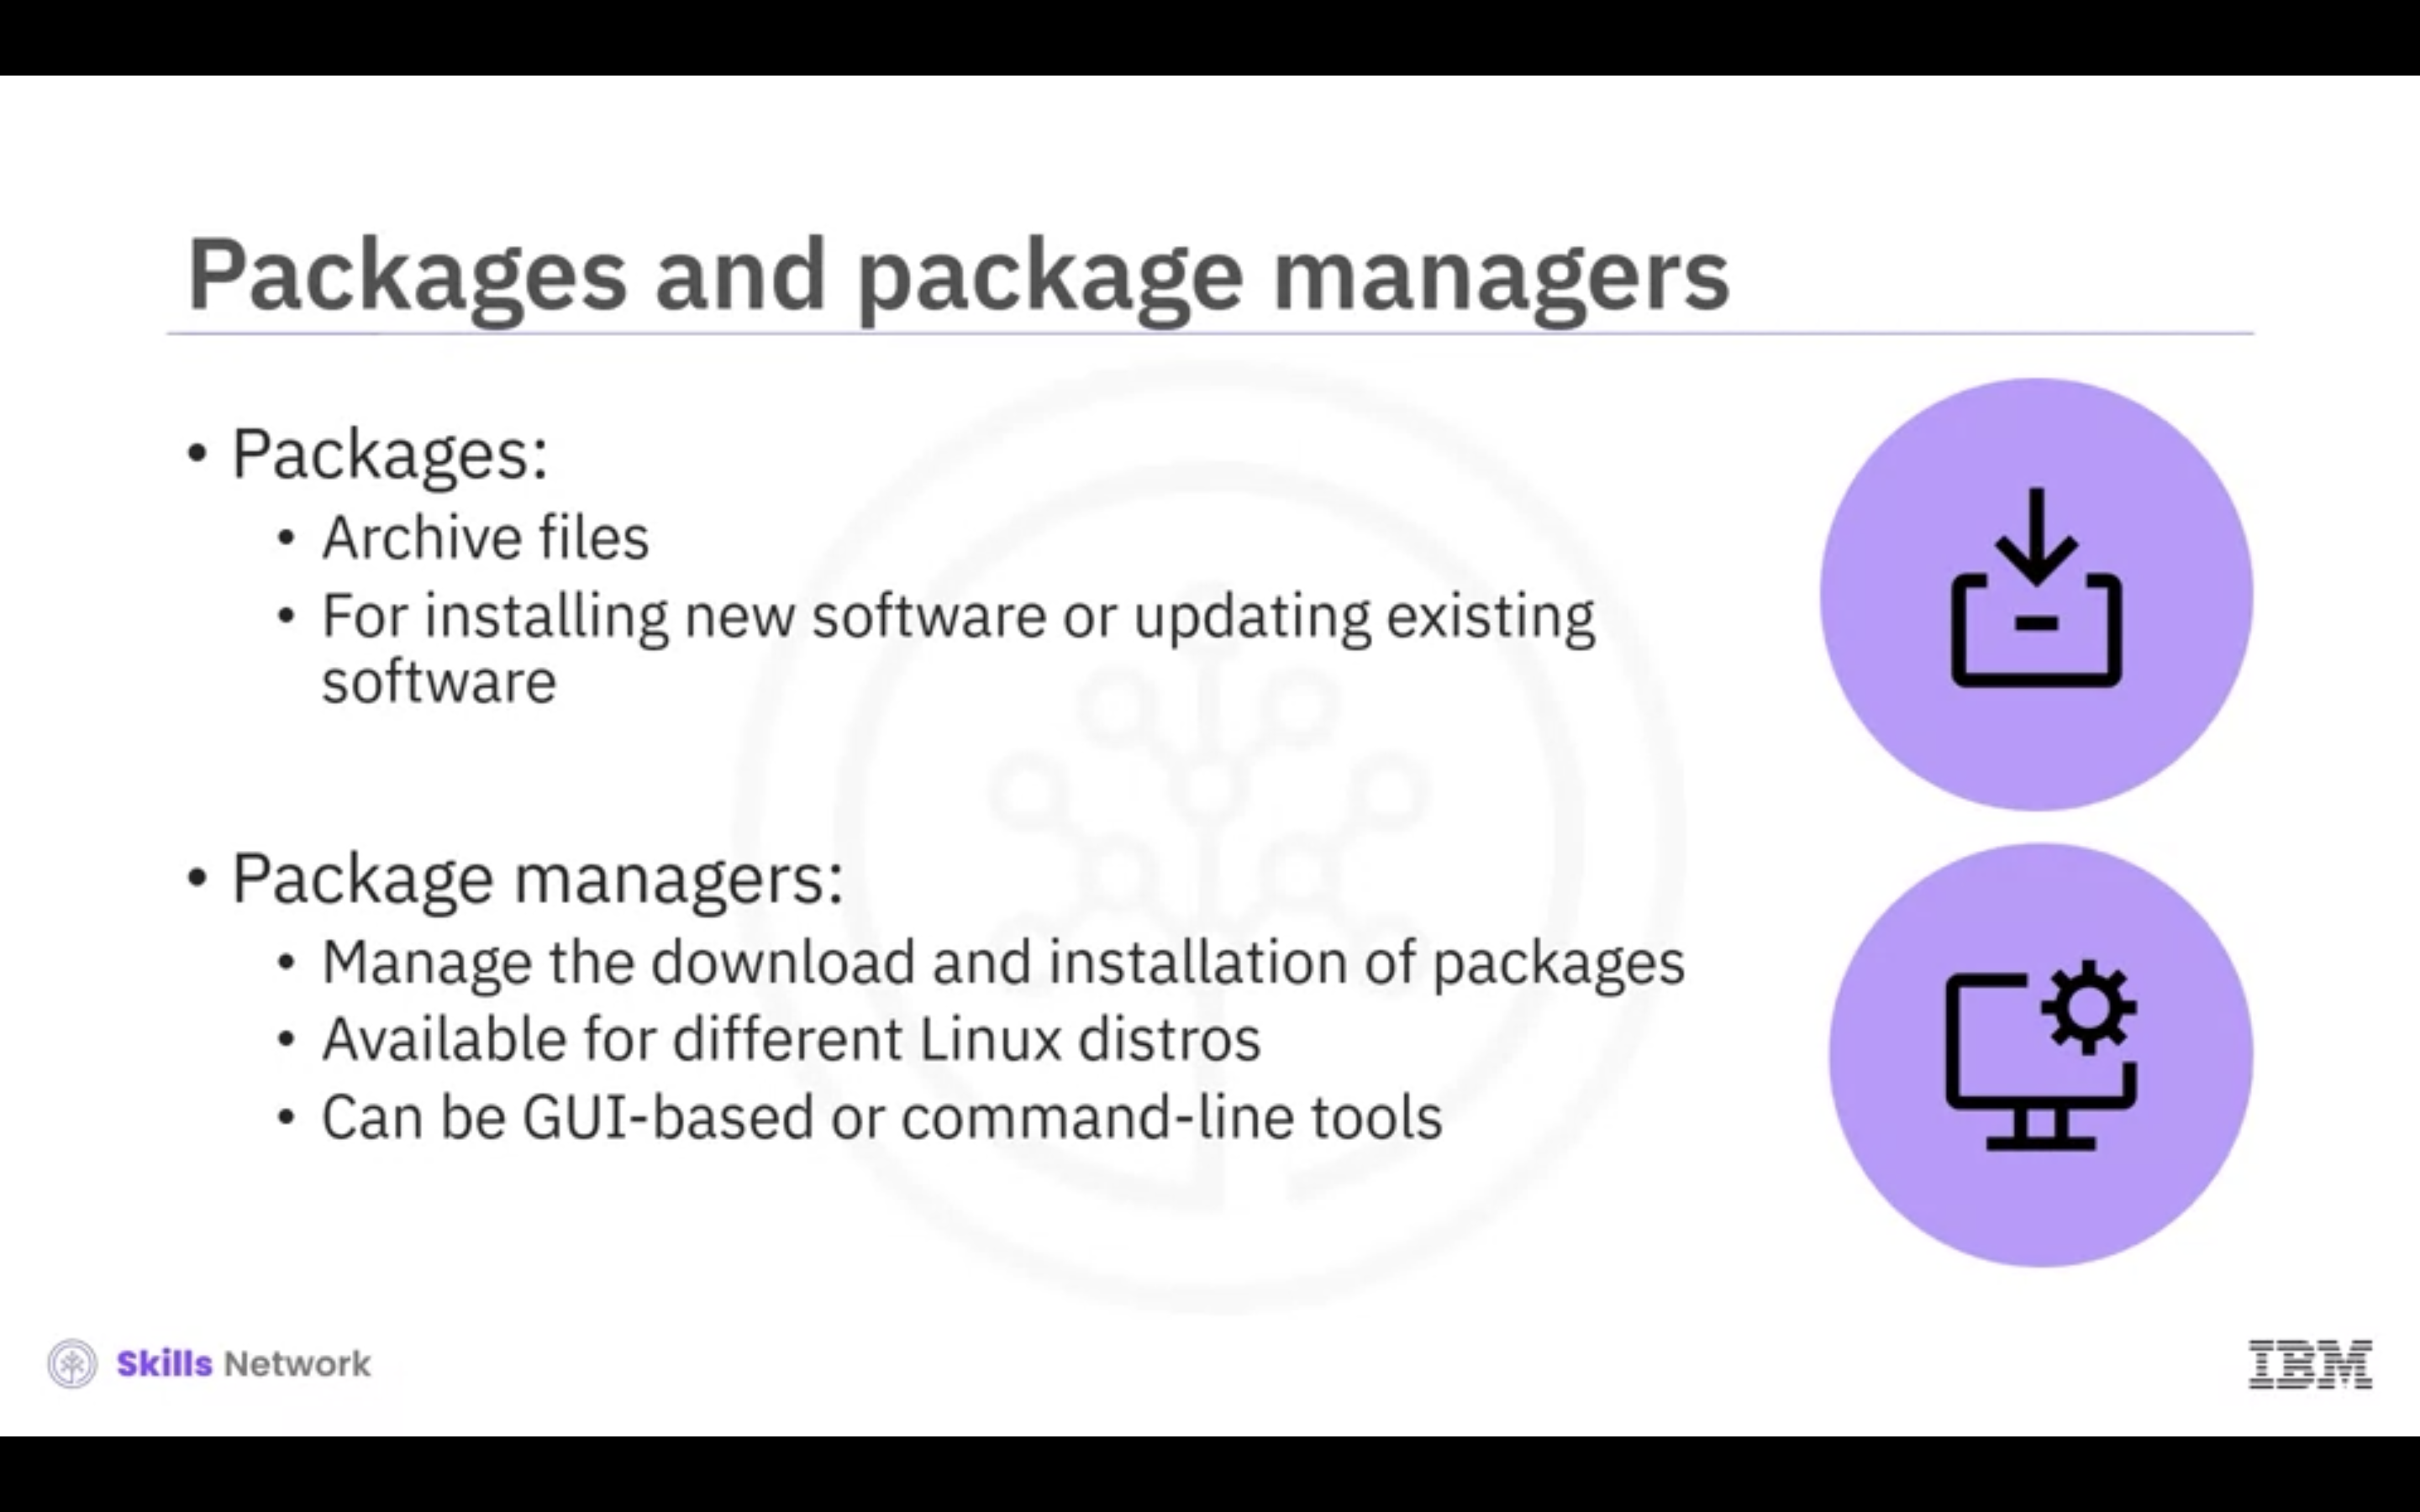 Packages and package managers
• Packages:
• Archive files
• For installing new software or updating existing
software
• Package managers:
• Manage the download and installation of packages
• Available for different Linux distros
• Can be GUI-based or command-line tools
Skills Network
IBM